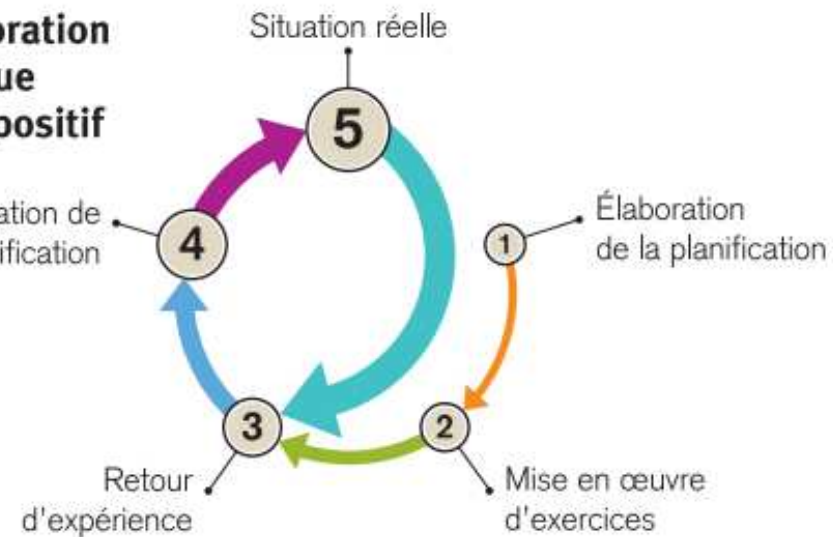 oration
ue
positif
Situation réelle
5
ation de
ification
4
1
Élaboration
de la planification
3
2
Retour
d'expérience
Mise en œuvre
d'exercices